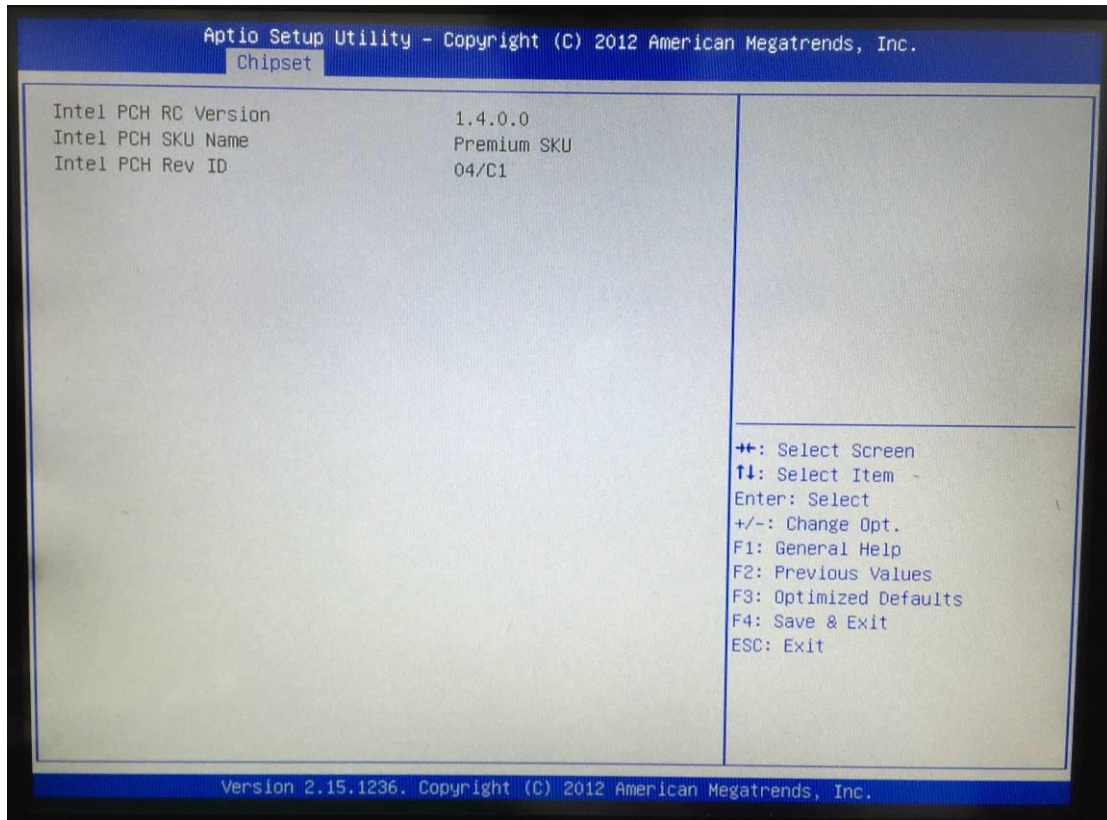 Aptio Setup Utility - Copyright (C) 2012 American Megatrends, Inc.
Chipset
Intel PCH RC Version 1.4.0.0
Intel PCH SKU Name Premium SKU
Intel PCH Rev ID 04/C1
→←: Select Screen
↑↓: Select Item
Enter: Select
+/-: Change Opt.
F1: General Help
F2: Previous Values
F3: Optimized Defaults
F4: Save & Exit
ESC: Exit
Version 2.15.1236. Copyright (C) 2012 American Megatrends, Inc.